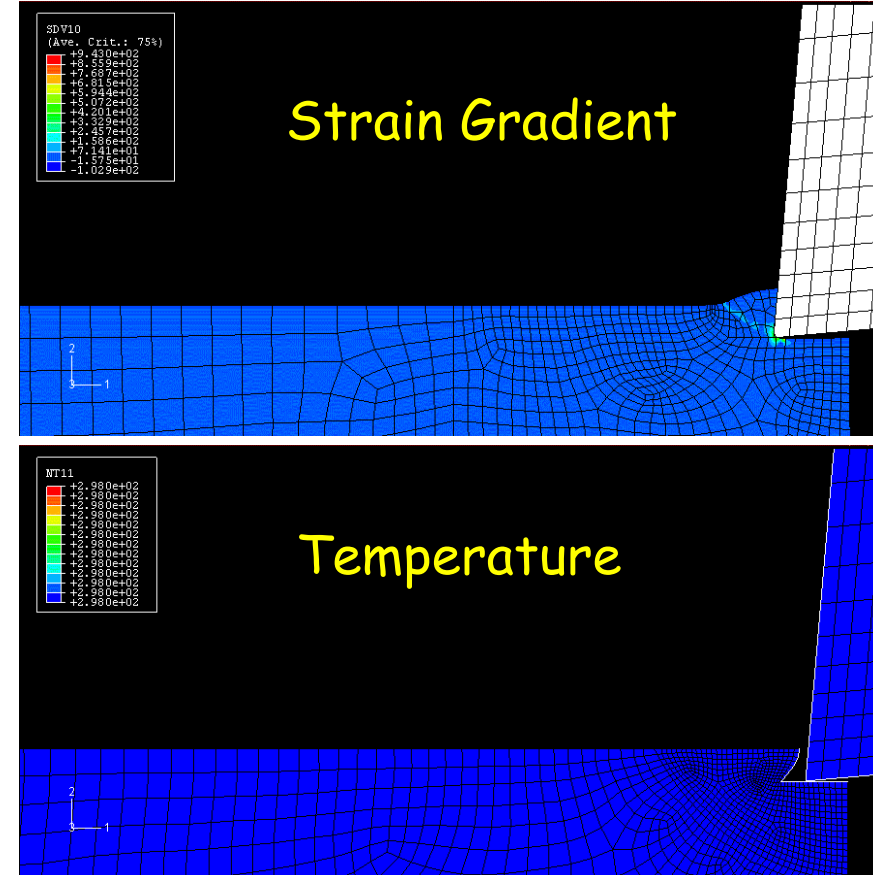 SDV10
(Ave. Crit.: 75%)
+9.430e+02
+8.559e+02
+7.687e+02
+6.815e+02
+5.944e+02
+5.072e+02
+4.201e+02
+3.329e+02
+2.457e+02
+1.586e+02
+7.141e+01
-1.575e+01
-1.029e+02
Strain Gradient
2
3 1
NT11
+2.980e+02
+2.980e+02
+2.980e+02
+2.980e+02
+2.980e+02
+2.980e+02
+2.980e+02
+2.980e+02
+2.980e+02
+2.980e+02
+2.980e+02
+2.980e+02
+2.980e+02
Temperature
2
3 1